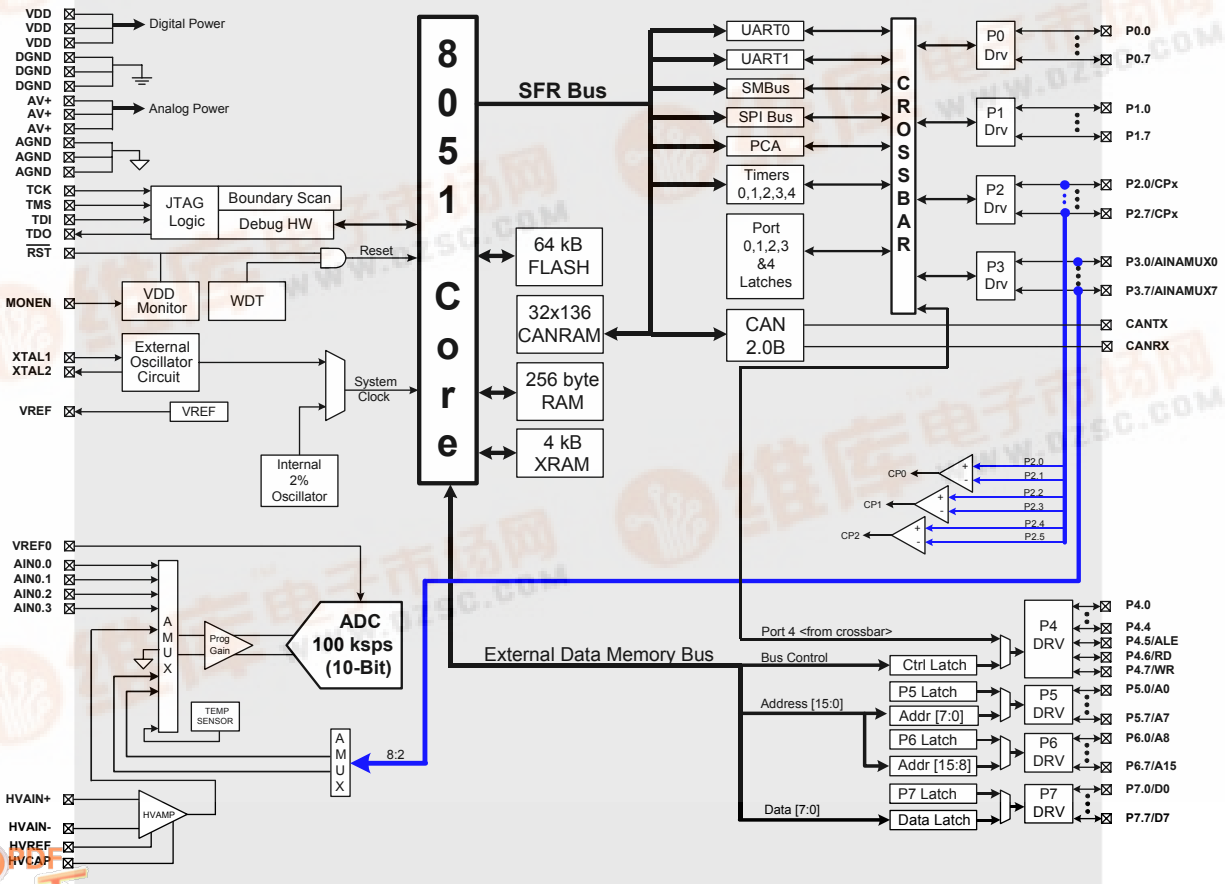 VDD
VDD
VDD
Digital Power
DGND
DGND
DGND
AV+
AV+
AV+
Analog Power
AGND
AGND
AGND
TCK
TMS
TDI
TDO
RST
JTAG
Logic
Boundary Scan
Debug HW
Reset
MONEN
VDD
Monitor
WDT
XTAL1
XTAL2
External
Oscillator
Circuit
System
Clock
VREF
VREF
Internal
2%
Oscillator
8
0
5
1
C
o
r
e
SFR Bus
64 kB
FLASH
32x136
CANRAM
256 byte
RAM
4 kB
XRAM
UART0
UART1
SMBus
SPI Bus
PCA
Timers
0,1,2,3,4
Port
0,1,2,3
&4
Latches
CAN
2.0B
C
R
O
S
S
B
A
R
P0
Drv
P1
Drv
P2
Drv
P3
Drv
P0.0
P0.7
P1.0
P1.7
P2.0/CPx
P2.7/CPx
P3.0/AINAMUX0
P3.7/AINAMUX7
CANTX
CANRX
CP0
+
-
P2.0
P2.1
CP1
+
-
P2.2
P2.3
CP2
+
-
P2.4
P2.5
VREF0
AIN0.0
AIN0.1
AIN0.2
AIN0.3
A
M
U
X
Prog
Gain
ADC
100 ksps
(10-Bit)
TEMP
SENSOR
A
M
U
X
8:2
HVAIN+
HVAIN-
HVREF
HVCAP
HVAMP
External Data Memory Bus
Port 4 <from crossbar>
Bus Control
Ctrl Latch
Address [15:0]
P5 Latch
Addr [7:0]
P6 Latch
Addr [15:8]
Data [7:0]
P7 Latch
Data Latch
P4
DRV
P5
DRV
P6
DRV
P7
DRV
P4.0
P4.4
P4.5/ALE
P4.6/RD
P4.7/WR
P5.0/A0
P5.7/A7
P6.0/A8
P6.7/A15
P7.0/D0
P7.7/D7
维库电子市场网
WWW.DZSC.COM
PDF